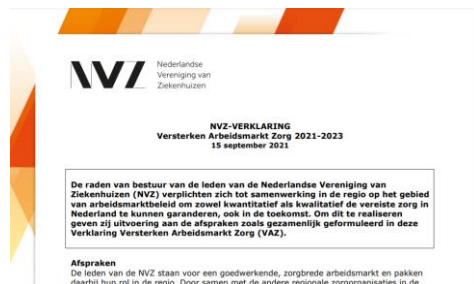 NVZ
Nederlandse
Vereniging van
Ziekenhuizen
NVZ-VERKLARING
Versterken Arbeidsmarkt Zorg 2021-2023
15 september 2021
De raden van bestuur van de leden van de Nederlandse Vereniging van
Ziekenhuizen (NVZ) verplichten zich tot samenwerking in de regio op het gebied
van arbeidsmarktbeleid om zowel kwantitatief als kwalitatief de vereiste zorg in
Nederland te kunnen garanderen, ook in de toekomst. Om dit te realiseren
geven zij uitvoering aan de afspraken zoals gezamenlijk geformuleerd in deze
Verklaring Versterken Arbeidsmarkt Zorg (VAZ).
Afspraken
De leden van de NVZ staan voor een goedwerkende, zorgbrede arbeidsmarkt en pakken
daarbij hun rol in de regio. Door samen met de andere regionale zorgorganisaties in de